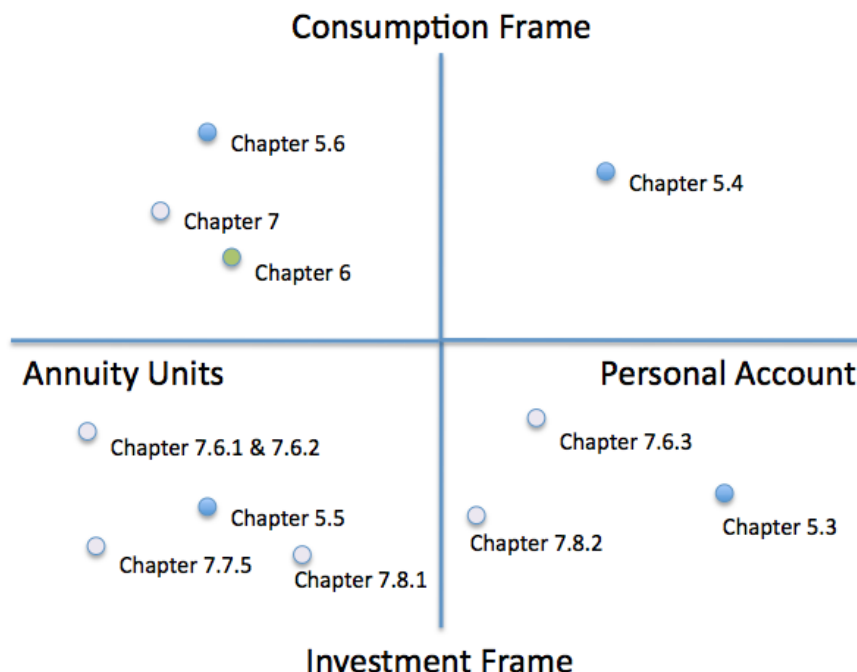 Consumption Frame
Chapter 5.6
Chapter 5.4
Chapter 7
Chapter 6
Annuity Units
Personal Account
Chapter 7.6.1 & 7.6.2
Chapter 7.6.3
Chapter 5.5
Chapter 5.3
Chapter 7.8.2
Chapter 7.7.5
Chapter 7.8.1
Investment Frame